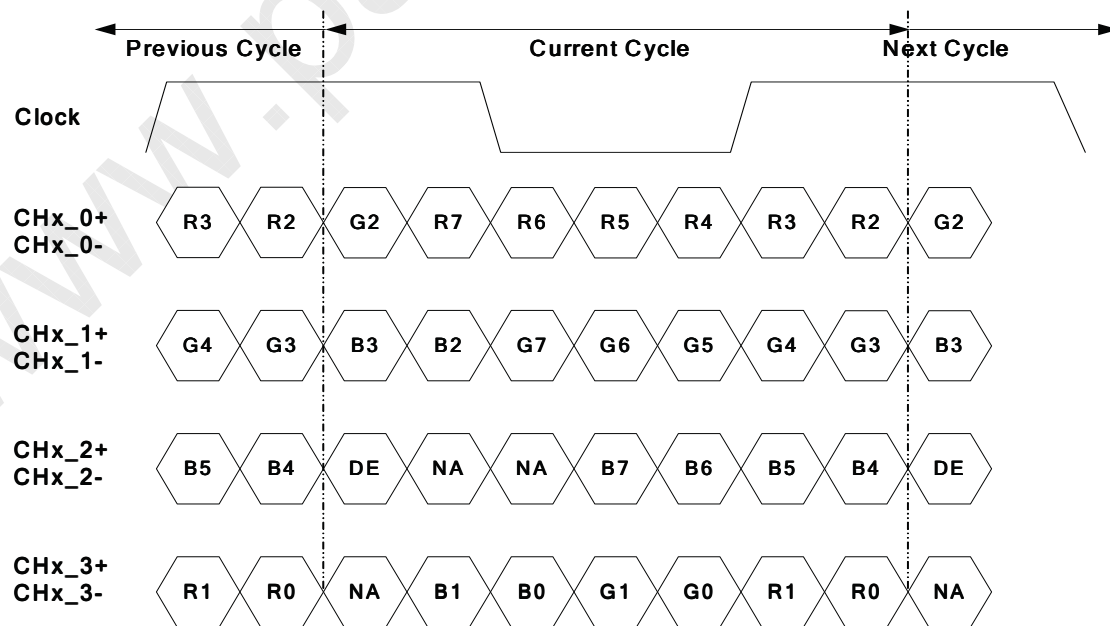 Previous Cycle Current Cycle Next Cycle
Clock
CHx_0+
CHx_0-
R3 R2 G2 R7 R6 R5 R4 R3 R2 G2
CHx_1+
CHx_1-
G4 G3 B3 B2 G7 G6 G5 G4 G3 B3
CHx_2+
CHx_2-
B5 B4 DE NA NA B7 B6 B5 B4 DE
CHx_3+
CHx_3-
R1 R0 NA B1 B0 G1 G0 R1 R0 NA